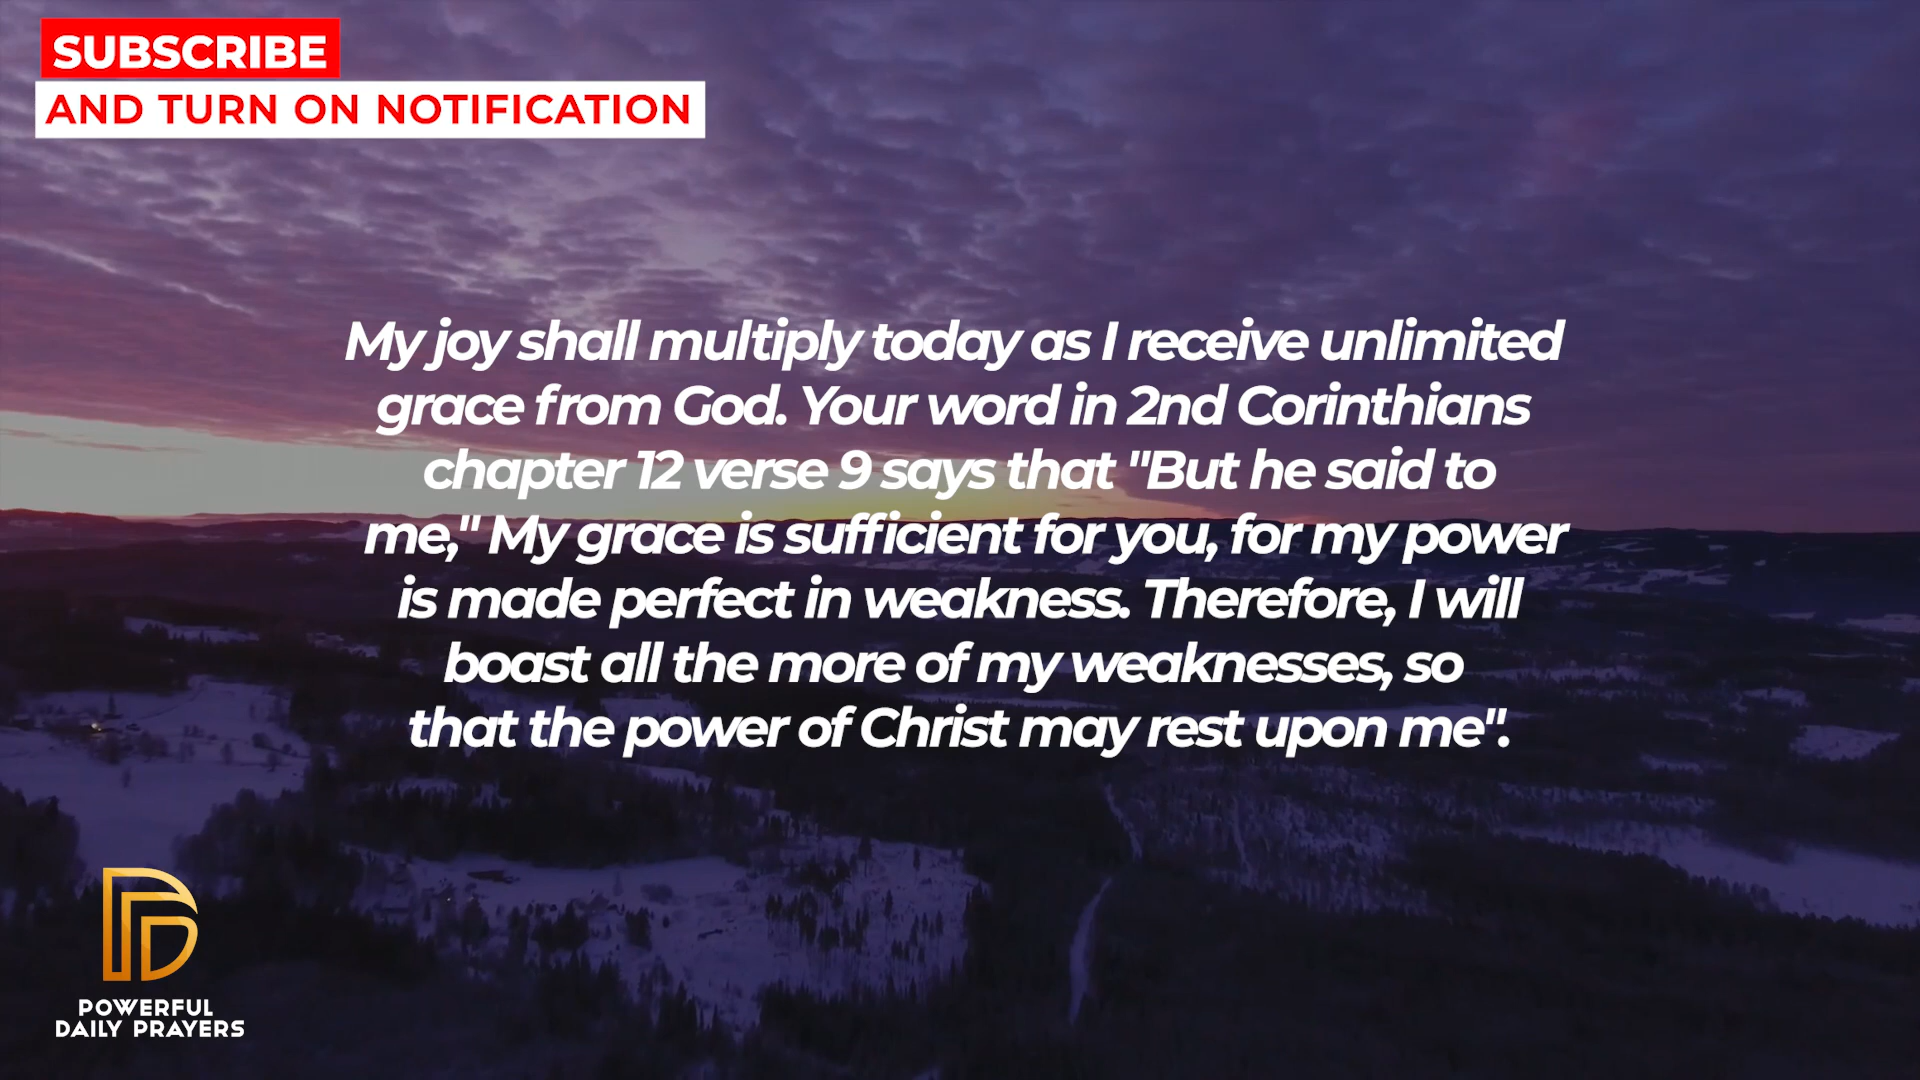 SUBSCRIBE
AND TURN ON NOTIFICATION
My joy shall multiply today as I receive unlimited
grace from God. Your word in 2nd Corinthians
chapter 12 verse 9 says that "But he said to
me," My grace is sufficient for you, for my power
is made perfect in weakness. Therefore, I will
boast all the more of my weaknesses, so
that the power of Christ may rest upon me".
POWERFUL
DAILY PRAYERS